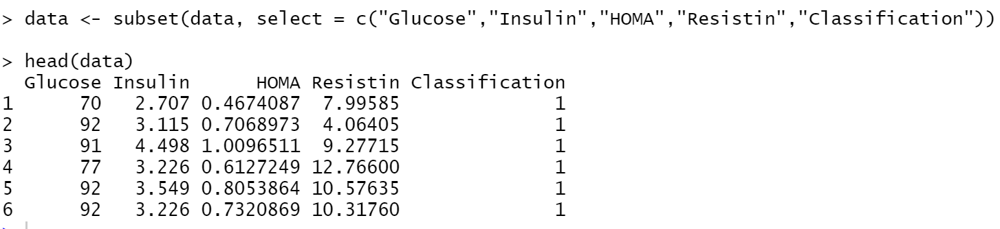 > data <- subset(data, select = c("Glucose","Insulin","HOMA","Resistin","Classification"))
> head(data)
  Glucose Insulin      HOMA Resistin Classification
1      70   2.707 0.4674087  7.99585              1
2      92   3.115 0.7068973  4.06405              1
3      91   4.498 1.0096511  9.27715              1
4      77   3.226 0.6127249 12.76600              1
5      92   3.549 0.8053864 10.57635              1
6      92   3.226 0.7320869 10.31760              1